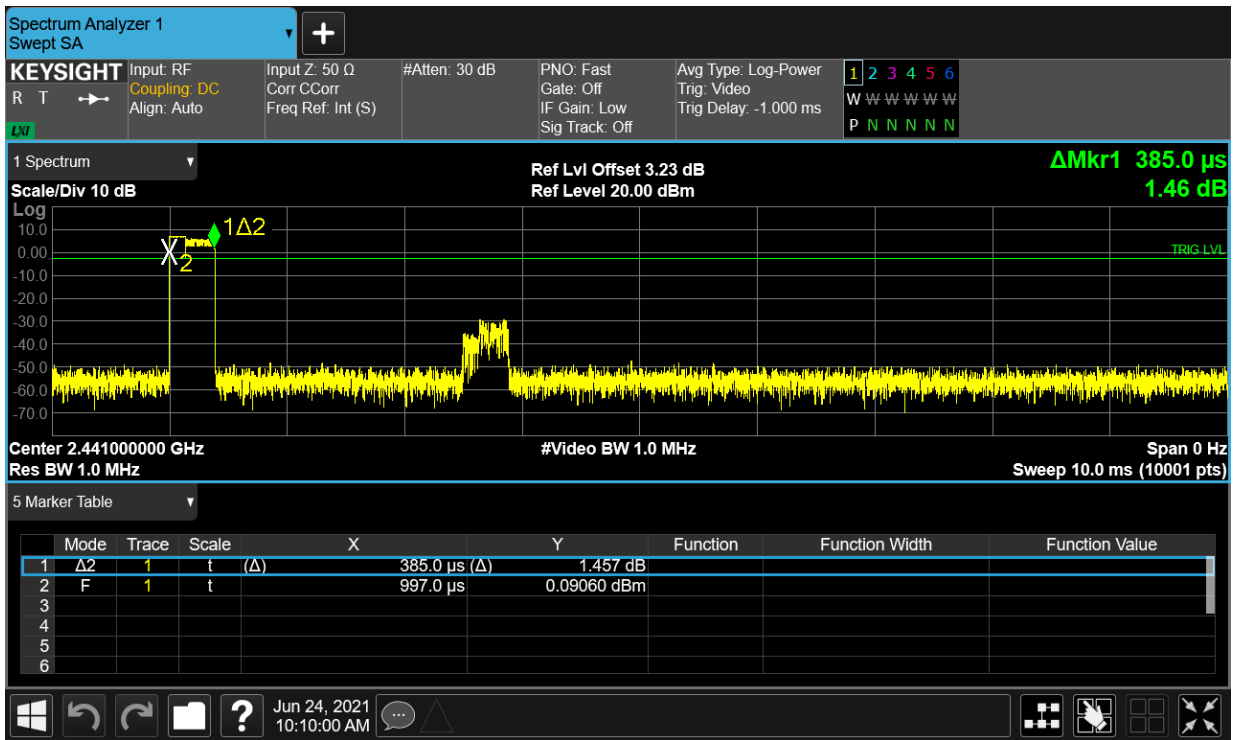 Spectrum Analyzer 1
Swept SA
KEYSIGHT Input: RF Input Z: 50 Ω #Atten: 30 dB PNO: Fast Avg Type: Log-Power 1 2 3 4 5 6
R T Coupling: DC Corr CCorr Gate: Off Trig: Video W W W W W W
Align: Auto Freq Ref: Int (S) IF Gain: Low Trig Delay: -1.000 ms P N N N N N
LXI Sig Track: Off
1 Spectrum Ref Lvl Offset 3.23 dB ΔMkr1 385.0 µs
Scale/Div 10 dB Ref Level 20.00 dBm 1.46 dB
Log
10.0 1Δ2
0.00 X TRIG LVL
2
-10.0
-20.0
-30.0
-40.0
-50.0
-60.0
-70.0
Center 2.441000000 GHz #Video BW 1.0 MHz Span 0 Hz
Res BW 1.0 MHz Sweep 10.0 ms (10001 pts)
5 Marker Table
Mode Trace Scale X Y Function Function Width Function Value
1 Δ2 1 t (Δ) 385.0 µs (Δ) 1.457 dB
2 F 1 t 997.0 µs 0.09060 dBm
3
4
5
6
? Jun 24, 2021
10:10:00 AM